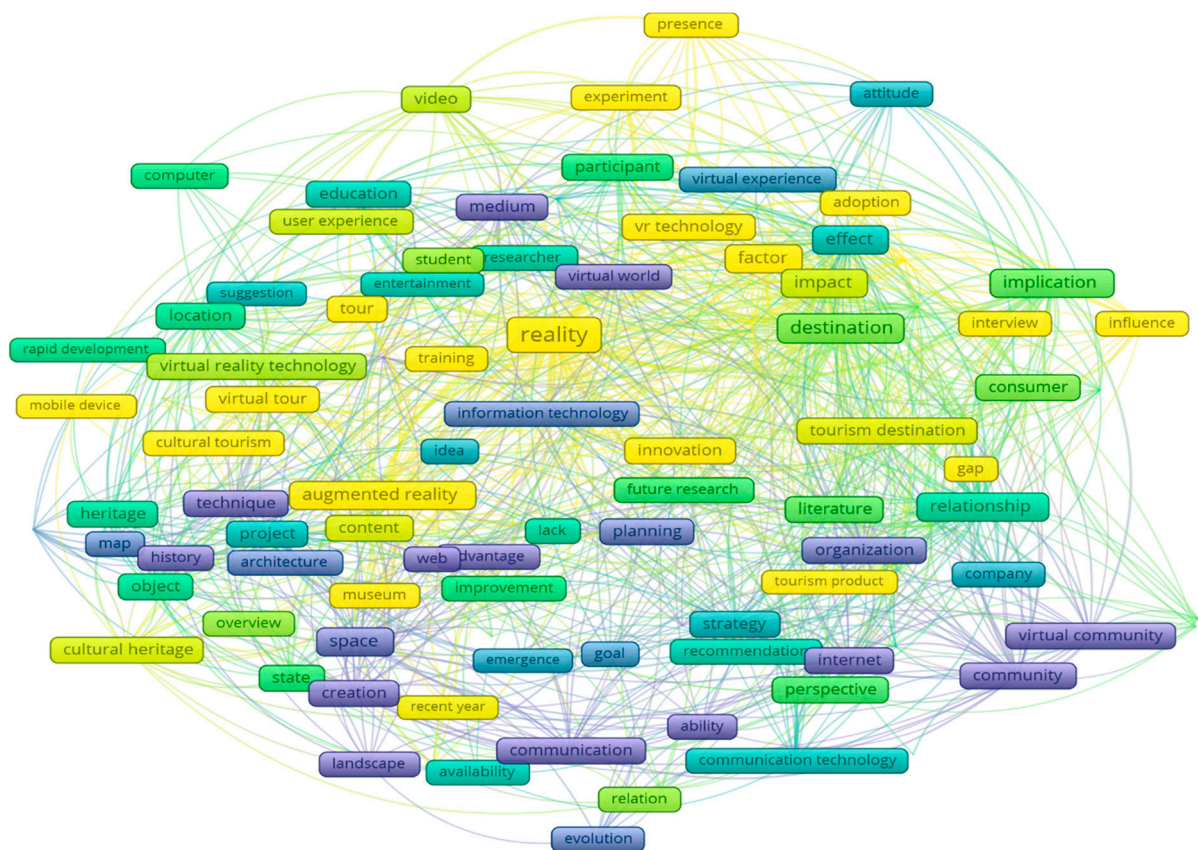 presence
attitude
video
experiment
participant
computer
virtual experience
education
adoption
medium
user experience
vr technology
effect
student
researcher
factor
virtual world
impact
implication
entertainment
suggestion
tour
location
reality
destination
interview
influence
rapid development
training
virtual reality technology
consumer
virtual tour
mobile device
information technology
tourism destination
cultural tourism
idea
innovation
gap
augmented reality
future research
technique
heritage
literature
relationship
content
project
lack
planning
map
history
architecture
web
advantage
organization
object
improvement
tourism product
company
museum
overview
strategy
space
virtual community
cultural heritage
emergence
goal
recommendation
internet
state
creation
community
perspective
recent year
ability
communication
landscape
availability
communication technology
relation
evolution